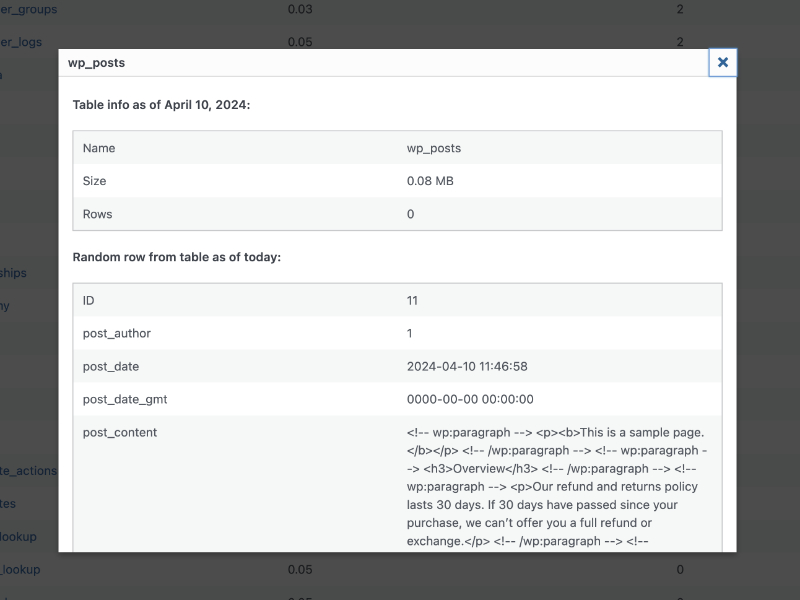 er_groups 0.03 2
er_logs 0.05 2
wp_posts
Table info as of April 10, 2024:
Name wp_posts
Size 0.08 MB
Rows 0
Random row from table as of today:
ships
ID 11
my
post_author 1
post_date 2024-04-10 11:46:58
post_date_gmt 0000-00-00 00:00:00
post_content <!-- wp:paragraph --> <p><b>This is a sample page.
</b></p> <!-- /wp:paragraph --> <!-- wp:paragraph -
-> <h3>Overview</h3> <!-- /wp:paragraph --> <!--
te_actions
wp:paragraph --> <p>Our refund and returns policy
tes
lasts 30 days. If 30 days have passed since your
purchase, we can’t offer you a full refund or
lookup
exchange.</p> <!-- /wp:paragraph --> <!--
_lookup 0.05 0